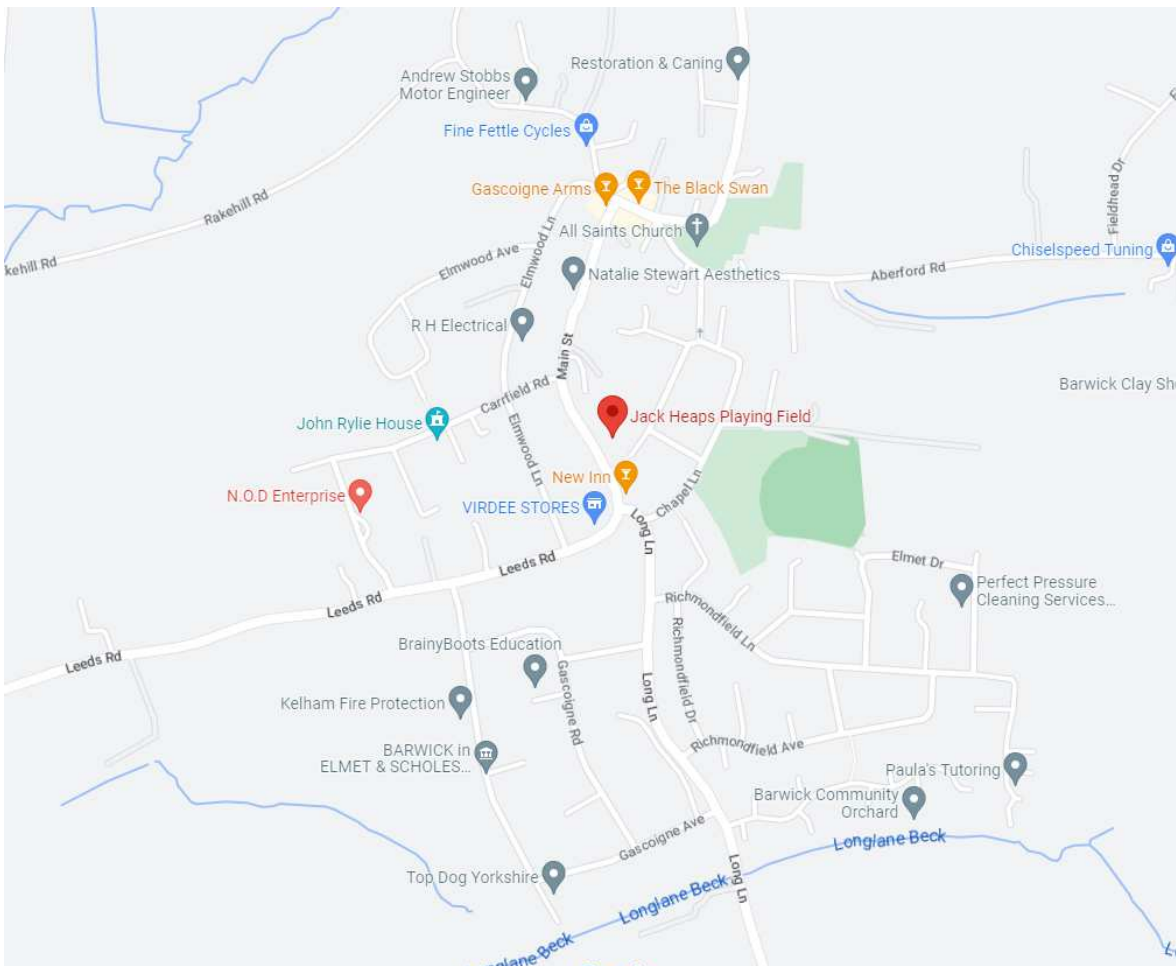 Restoration & Caning
Andrew Stobbs
Motor Engineer
Fine Fettle Cycles
Gascoigne Arms
The Black Swan
Rakehill Rd
Fieldhead Dr
All Saints Church
kehill Rd
Elmwood Ave
Elmwood Ln
Chiselspeed Tuning
Natalie Stewart Aesthetics
Aberford Rd
R H Electrical
Main St
Carrfield Rd
Barwick Clay Sh
John Rylie House
Jack Heaps Playing Field
Elmwood Ln
New Inn
N.O.D Enterprise
VIRDEE STORES
Chapel Ln
Long Ln
Leeds Rd
Elmet Dr
Leeds Rd
Perfect Pressure
Cleaning Services...
Richmondfield Ln
Leeds Rd
BrainyBoots Education
Richmondfield Dr
Kelham Fire Protection
Gascoigne Rd
Long Ln
BARWICK in
ELMET & SCHOLES...
Richmondfield Ave
Paula's Tutoring
Barwick Community
Orchard
Gascoigne Ave
Longlane Beck
Top Dog Yorkshire
Long Ln
Longlane Beck
nglane Beck